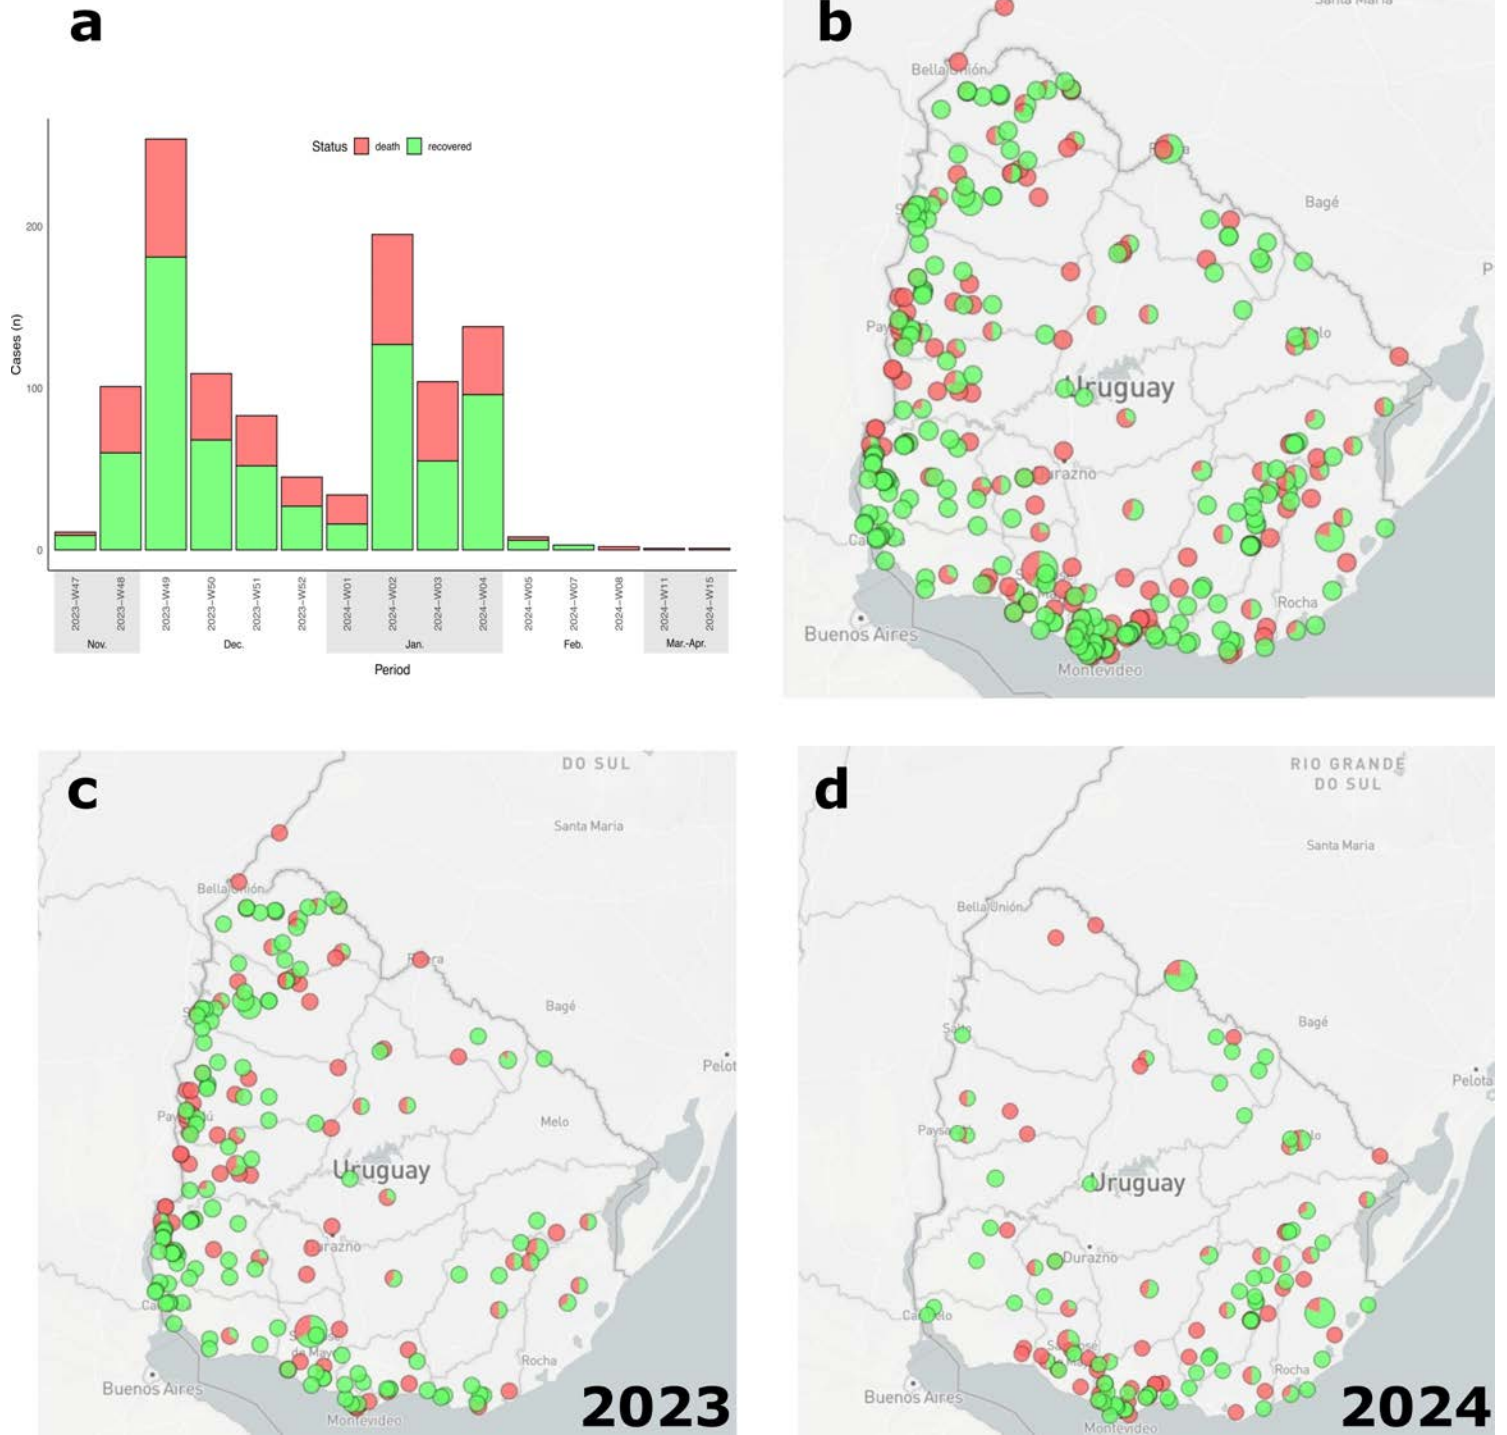 a
Status death recovered
200
100
0
Cases (n)
2023-W47
2023-W48
2023-W49
2023-W50
2023-W51
2023-W52
2024-W01
2024-W02
2024-W03
2024-W04
2024-W05
2024-W07
2024-W08
2024-W11
2024-W15
Nov.
Dec.
Jan.
Feb.
Mar.-Apr.
Period
b
Bella Unión
Bagé
Uruguay
Rocha
Buenos Aires
Montevideo
c
DO SUL
Santa Maria
Bella Unión
Bagé
Melo
Uruguay
Durazno
Rocha
Buenos Aires
Montevideo
2023
d
RIO GRANDE
DO SUL
Santa Maria
Bella Unión
Salto
Bagé
Pelota
Uruguay
Durazno
Rocha
Buenos Aires
Montevideo
2024